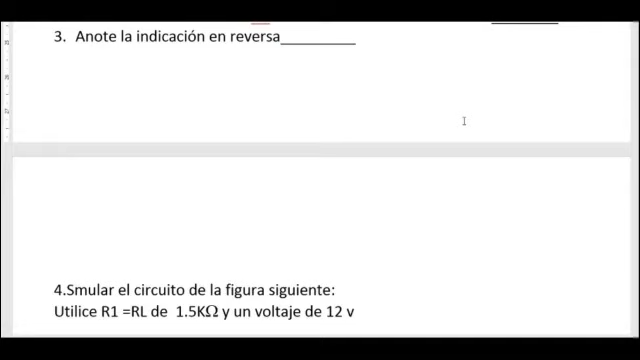 3. Anote la indicación en reversa_________
4.Smular el circuito de la figura siguiente:
Utilice R1 =RL de 1.5KΩ y un voltaje de 12 v